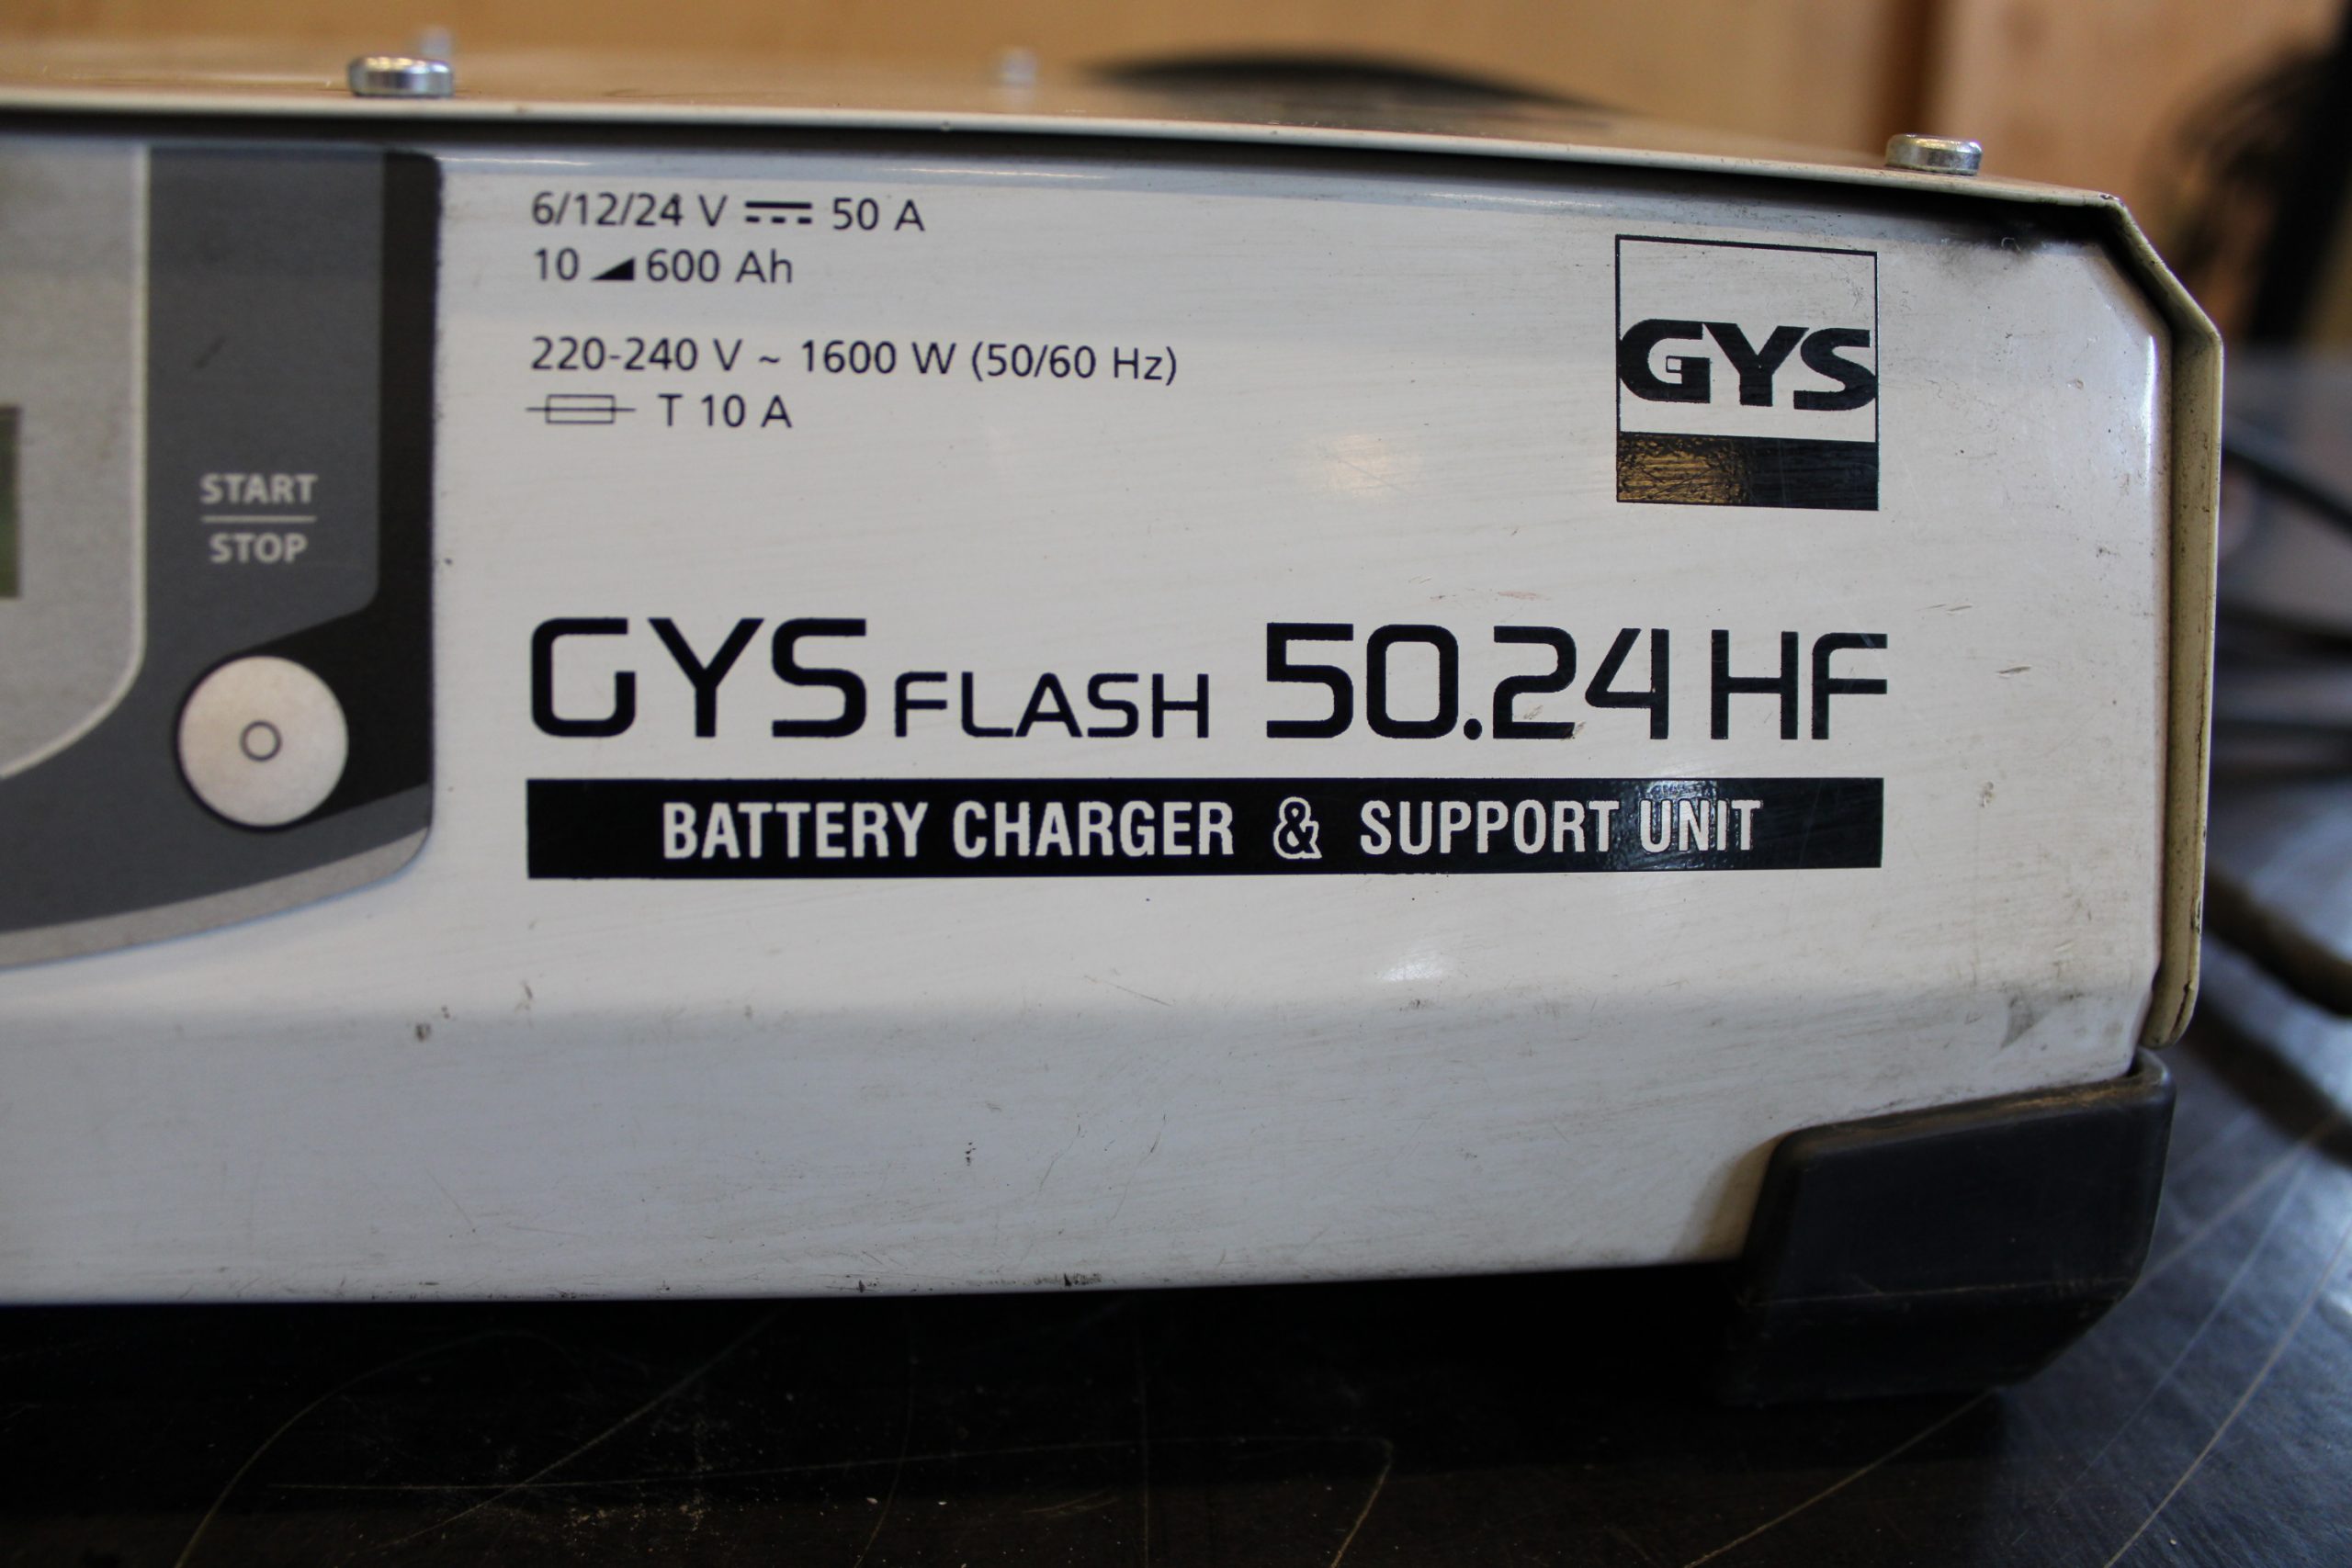 6/12/24 V ⎓ 50 A
10 ◢ 600 Ah
220-240 V ~ 1600 W (50/60 Hz)
T 10 A
GYS
START
STOP
GYS FLASH 50.24 HF
BATTERY CHARGER & SUPPORT UNIT